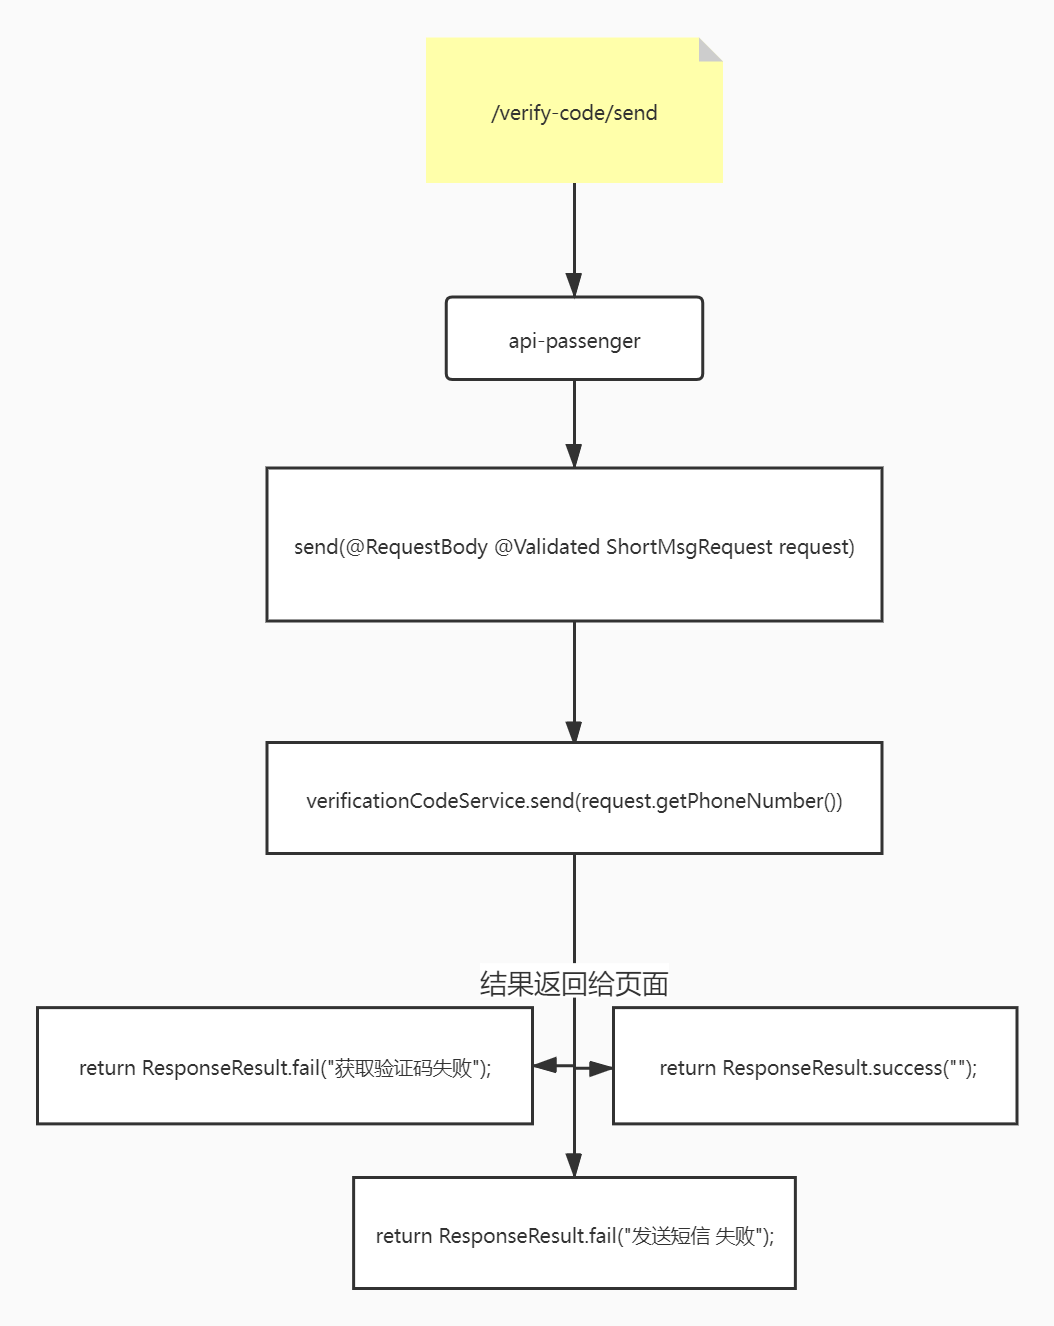 /verify-code/send
api-passenger
send(@RequestBody @Validated ShortMsgRequest request)
verificationCodeService.send(request.getPhoneNumber())
结果返回给页面
return ResponseResult.fail("获取验证码失败");
return ResponseResult.success("");
return ResponseResult.fail("发送短信 失败");